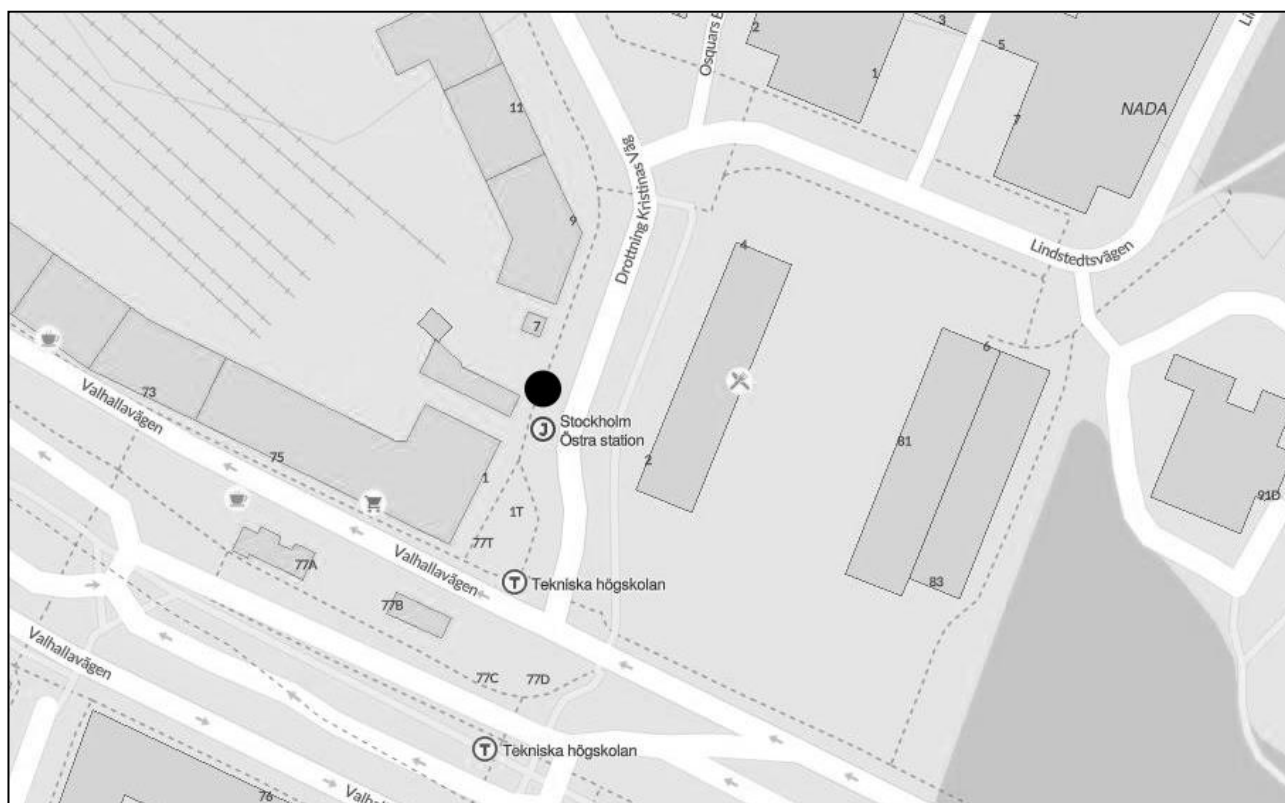 2
3
5
1
Osquars B
11
7
NADA
Drottning Kristinas Väg
9
4
Lindstedtsvägen
7
6
73
Valhallavägen
J
Stockholm
Östra station
81
75
2
1
91D
1T
77T
77A
Valhallavägen
T
Tekniska högskolan
83
77B
Valhallavägen
77C
77D
T
Tekniska högskolan
76